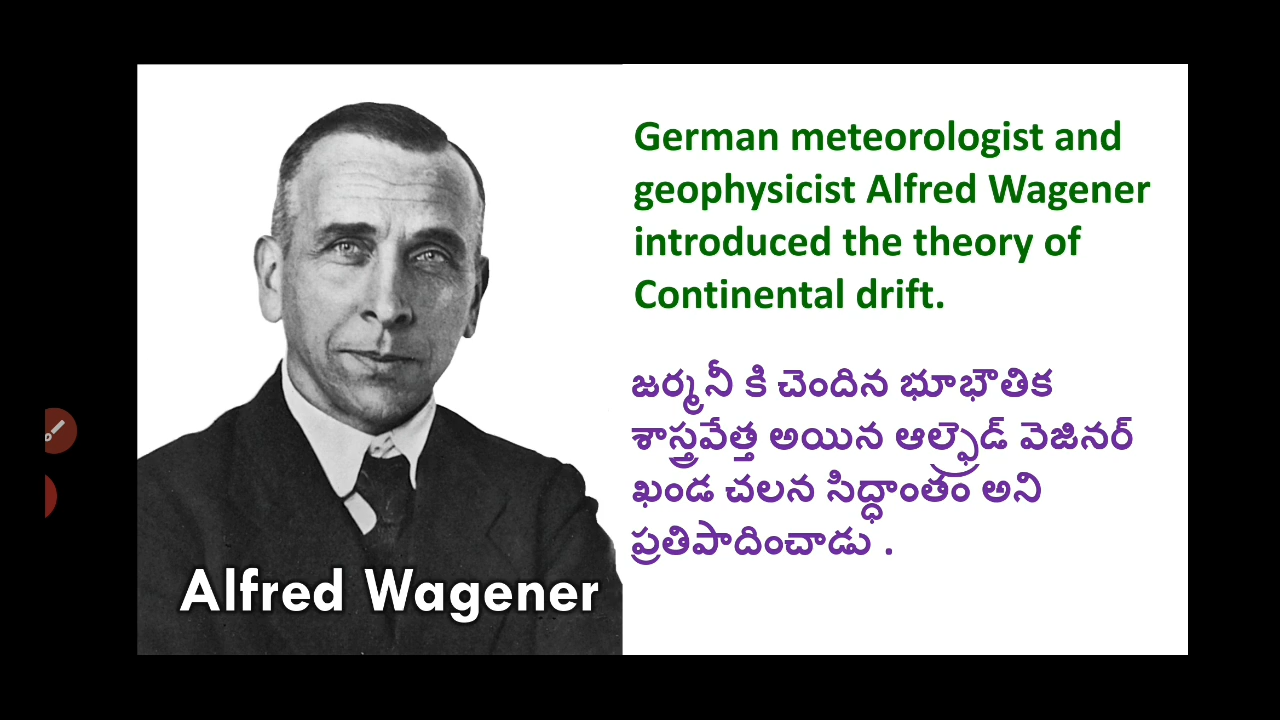 German meteorologist and
geophysicist Alfred Wagener
introduced the theory of
Continental drift.
జర్మనీ కి చెందిన భూభౌతిక
శాస్త్రవేత్త అయిన ఆల్ఫ్రెడ్ వెజినర్
ఖండ చలన సిద్ధాంతం అని
ప్రతిపాదించాడు .
Alfred Wagener